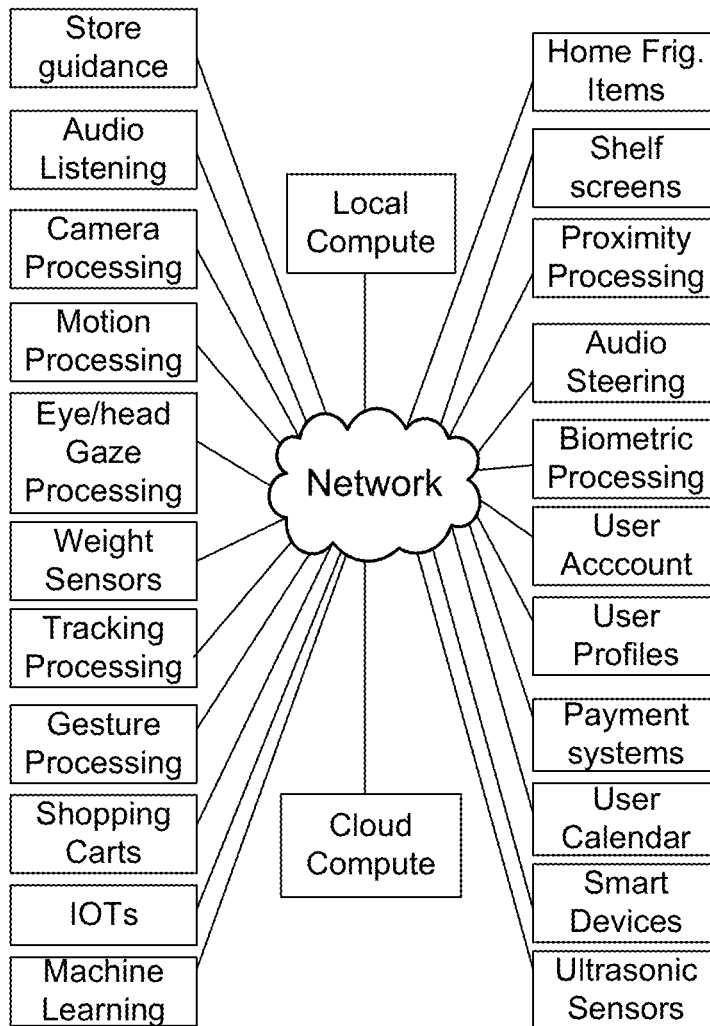 Store
guidance
Audio
Listening
Camera
Processing
Motion
Processing
Eye/head
Gaze
Processing
Weight
Sensors
Tracking
Processing
Gesture
Processing
Shopping
Carts
IOTs
Machine
Learning
Local
Compute
Network
Cloud
Compute
Home Frig.
Items
Shelf
screens
Proximity
Processing
Audio
Steering
Biometric
Processing
User
Acccount
User
Profiles
Payment
systems
User
Calendar
Smart
Devices
Ultrasonic
Sensors